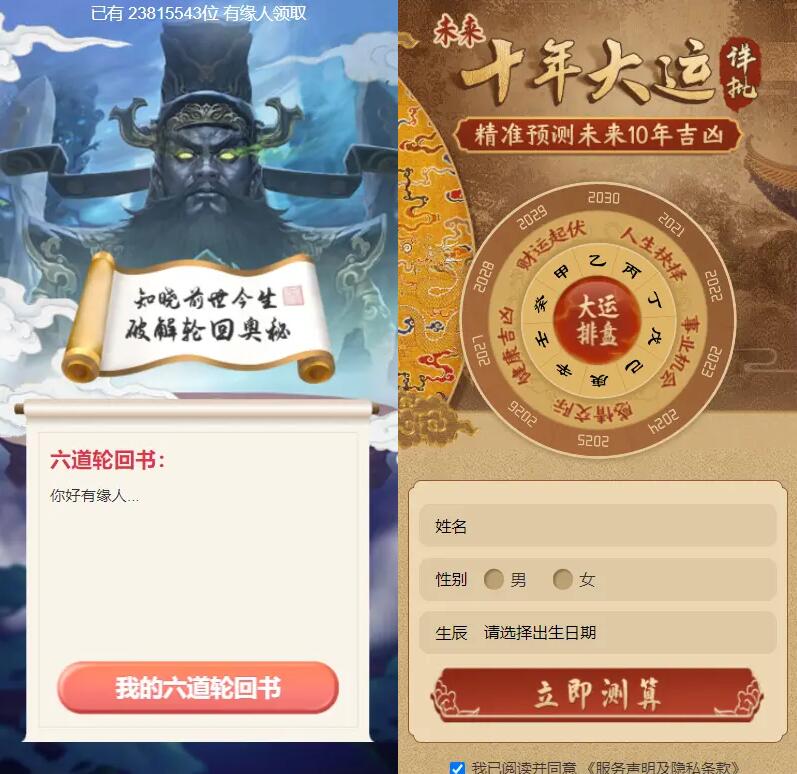 已有 23815543位 有缘人领取
知晓前世今生
破解轮回奥秘
六道轮回书：
你好有缘人...
我的六道轮回书
未来
十年大运
详批
精准预测未来10年吉凶
2030
2021
2022
2023
2024
2025
2026
2027
2028
2029
人生抉择
事业机会
感情交际
健康吉凶
财运起伏
甲
乙
丙
丁
戊
己
庚
辛
壬
癸
大运
排盘
姓名
性别 男 女
生辰 请选择出生日期
立即测算
我已阅读并同意 《服务声明及隐私条款》